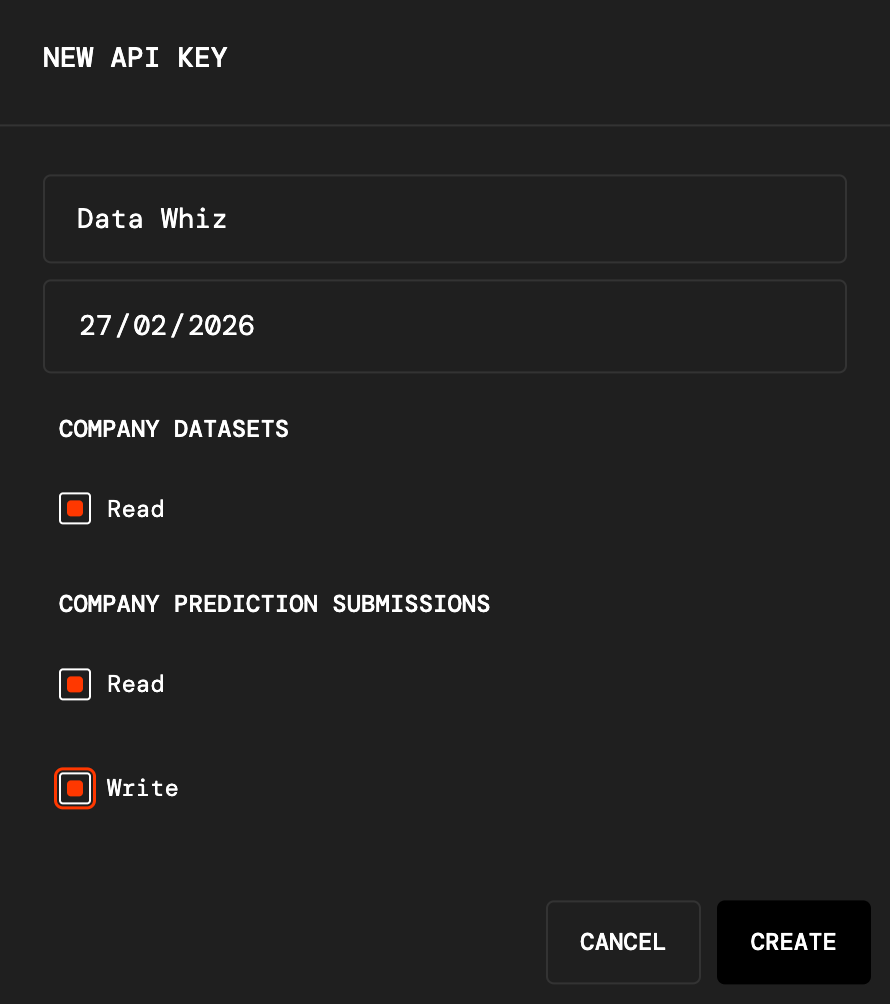 NEW API KEY
Data Whiz
27/02/2026
COMPANY DATASETS
Read
COMPANY PREDICTION SUBMISSIONS
Read
Write
CANCEL
CREATE